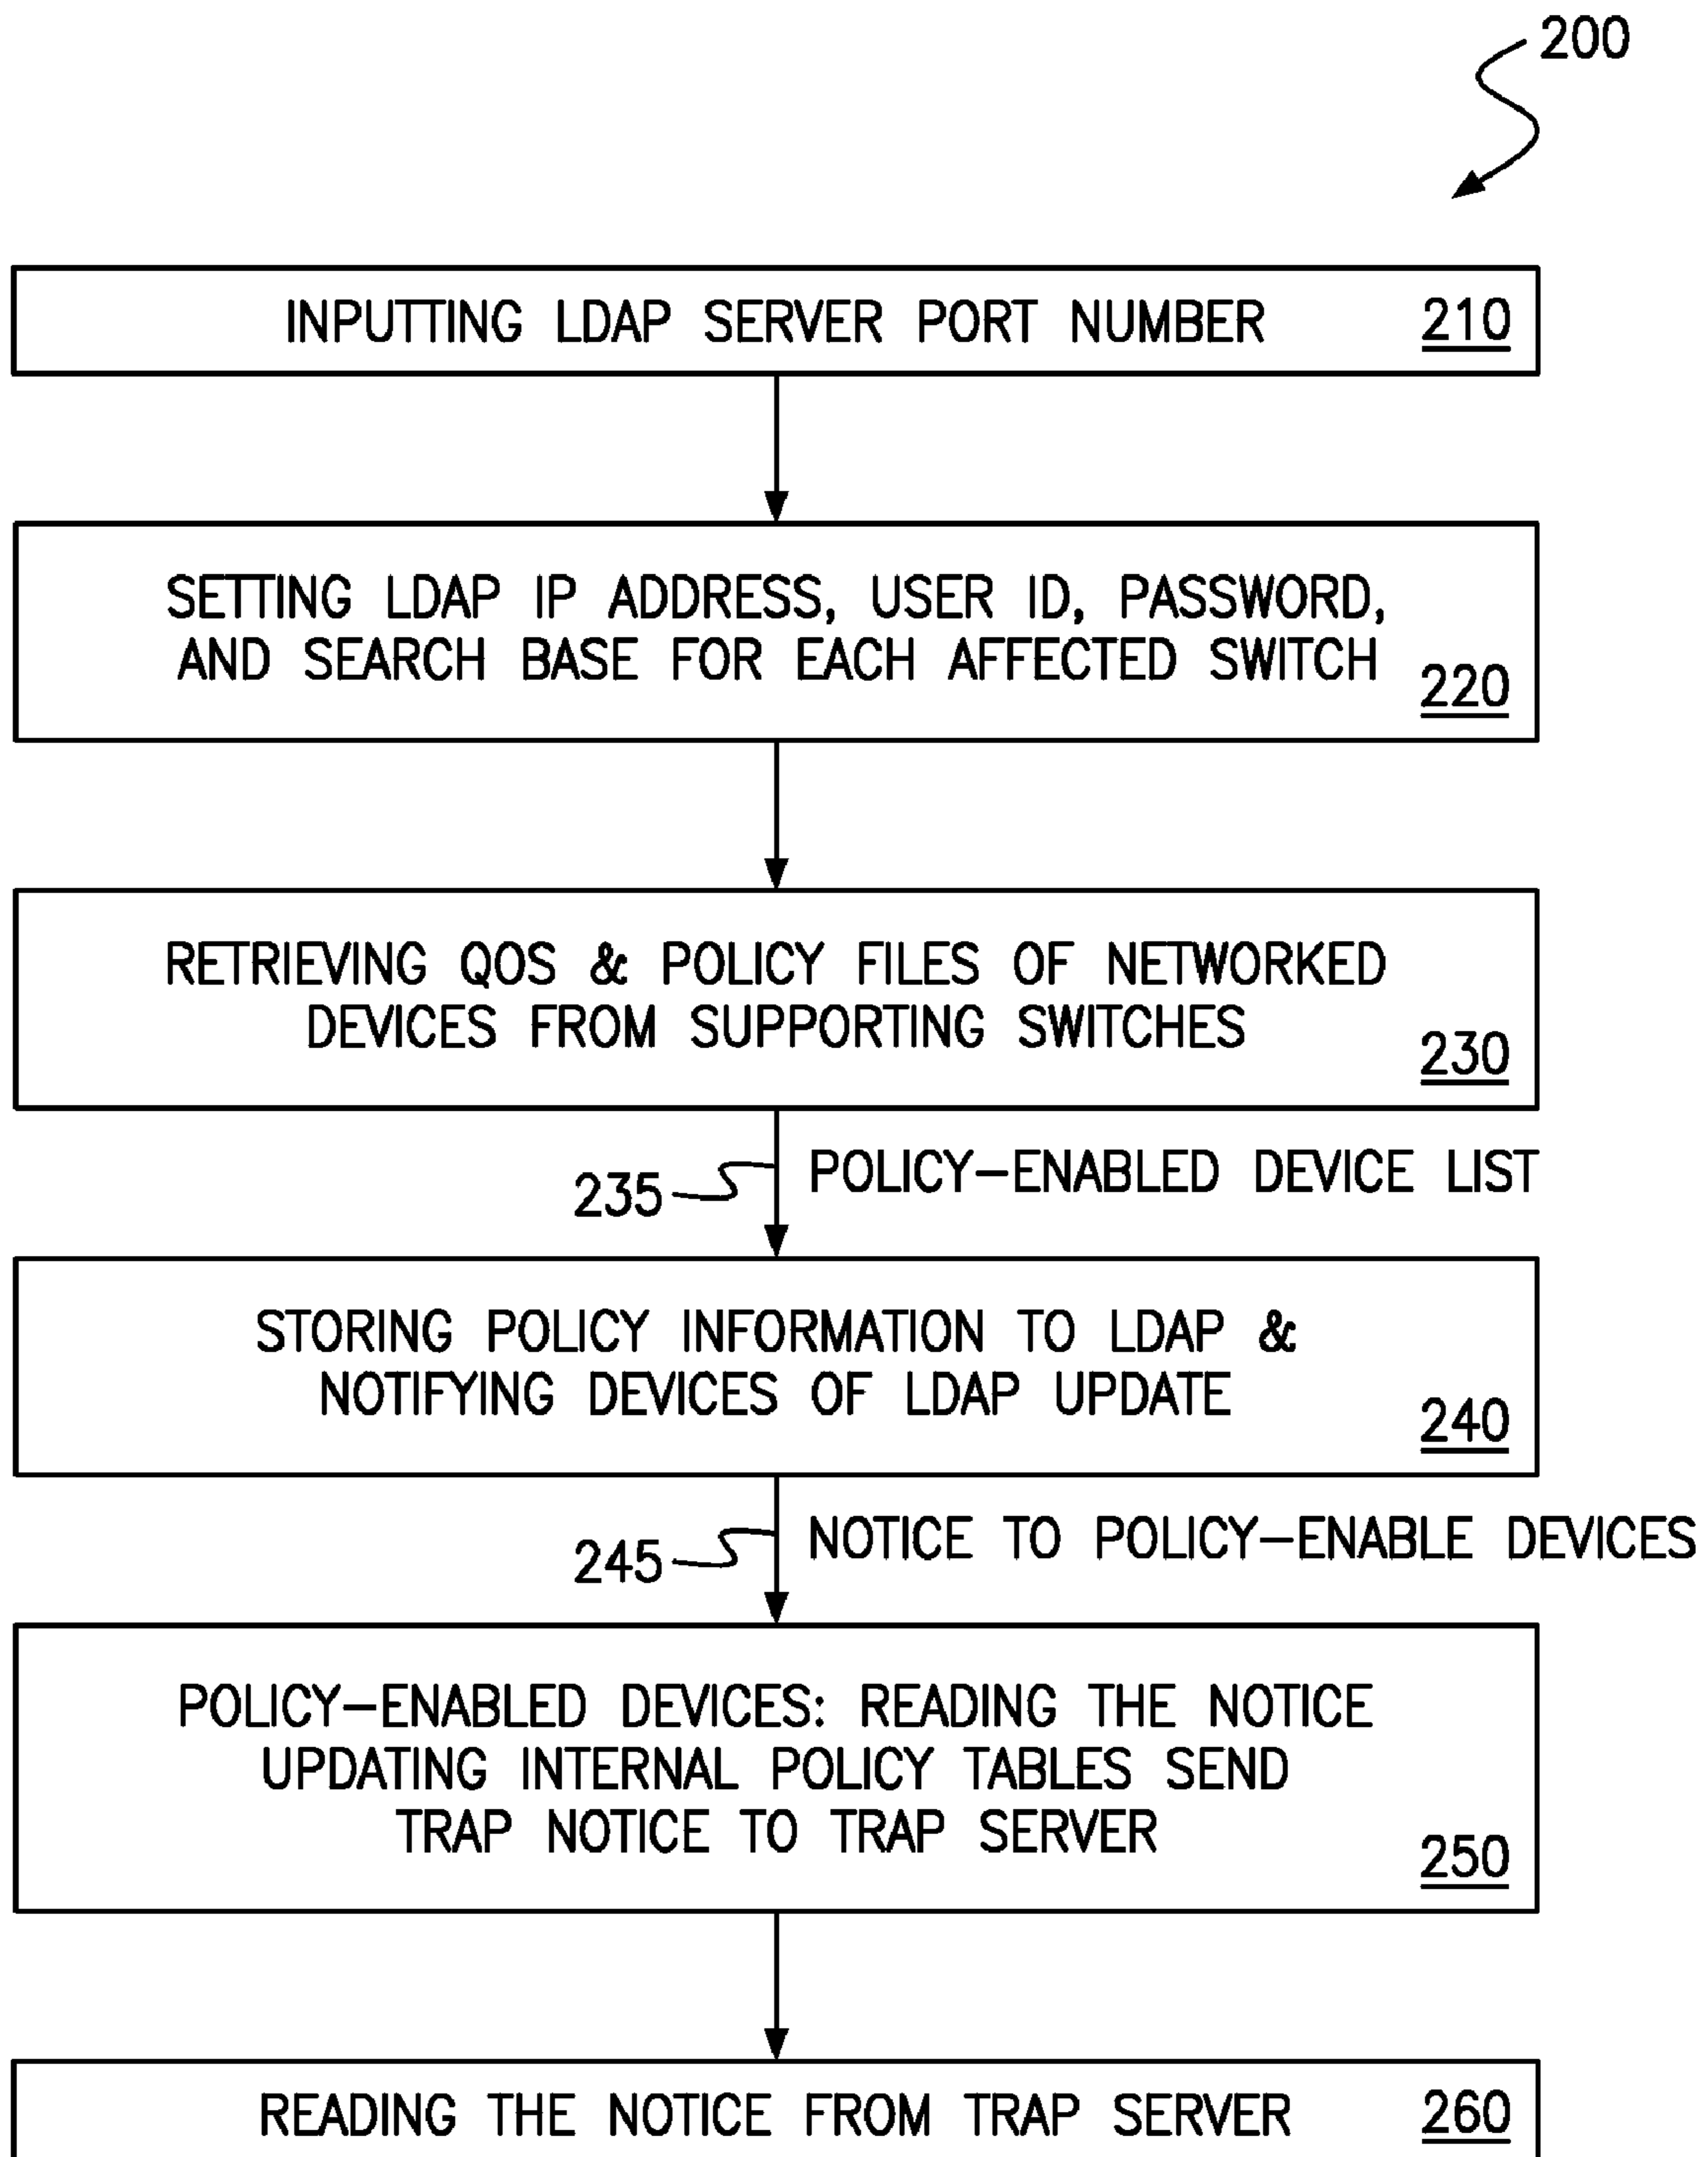 200
INPUTTING LDAP SERVER PORT NUMBER 210
SETTING LDAP IP ADDRESS, USER ID, PASSWORD,
AND SEARCH BASE FOR EACH AFFECTED SWITCH
220
RETRIEVING QOS & POLICY FILES OF NETWORKED
DEVICES FROM SUPPORTING SWITCHES
230
235 POLICY-ENABLED DEVICE LIST
STORING POLICY INFORMATION TO LDAP &
NOTIFYING DEVICES OF LDAP UPDATE
240
245 NOTICE TO POLICY-ENABLE DEVICES
POLICY-ENABLED DEVICES: READING THE NOTICE
UPDATING INTERNAL POLICY TABLES SEND
TRAP NOTICE TO TRAP SERVER
250
READING THE NOTICE FROM TRAP SERVER 260